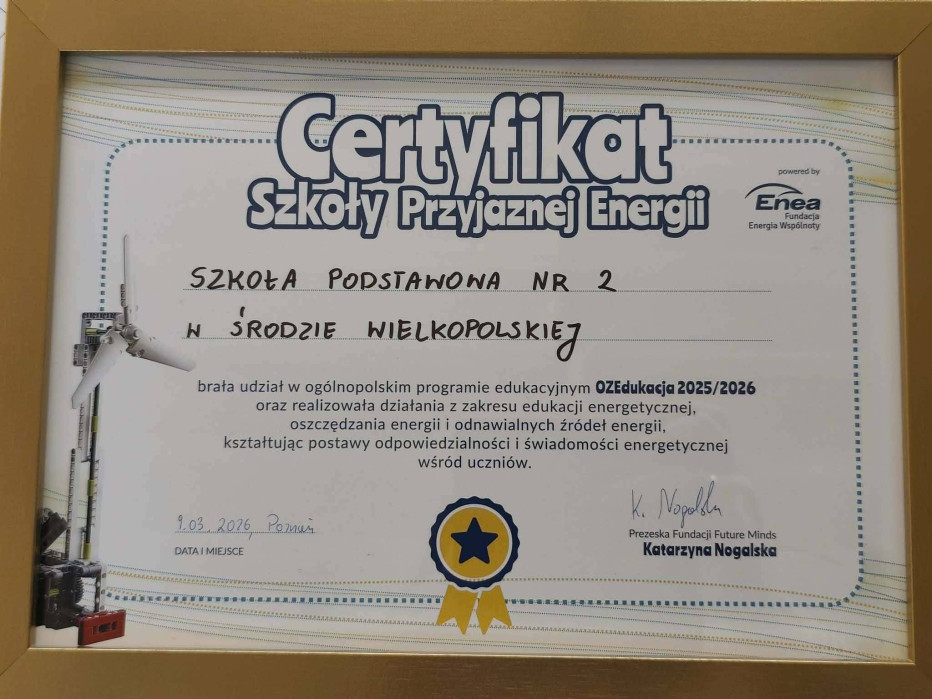 Certyfikat
Szkoły Przyjaznej Energii
powered by
Enea
Fundacja
Energia Wspólnoty
SZKOŁA PODSTAWOWA NR 2
W ŚRODZIE WIELKOPOLSKIEJ
brała udział w ogólnopolskim programie edukacyjnym OZEdukacja 2025/2026
oraz realizowała działania z zakresu edukacji energetycznej,
oszczędzania energii i odnawialnych źródeł energii,
kształtując postawy odpowiedzialności i świadomości energetycznej
wśród uczniów.
9.03.2026, Poznań
DATA I MIEJSCE
K. Nogalska
Prezeska Fundacji Future Minds
Katarzyna Nogalska